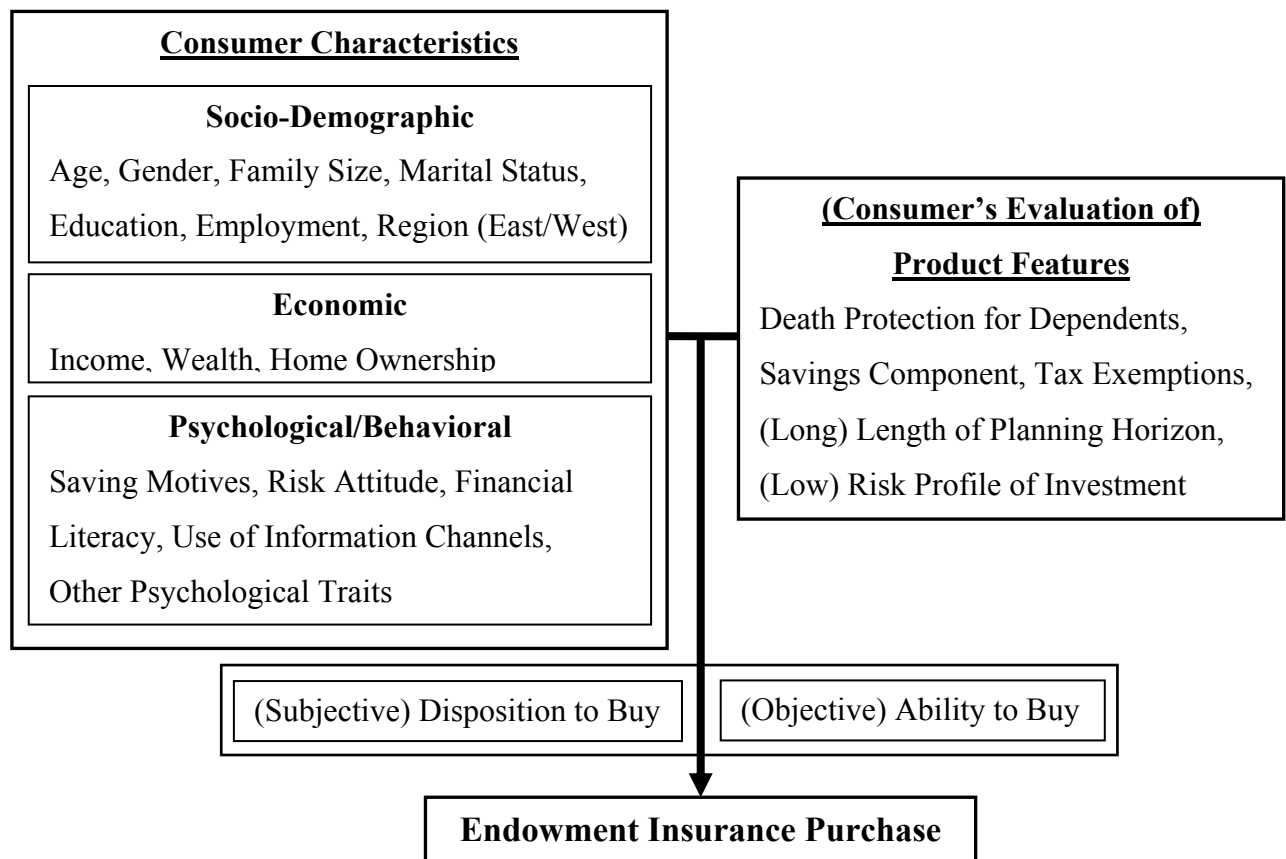 Consumer Characteristics
Socio-Demographic
Age, Gender, Family Size, Marital Status,
Education, Employment, Region (East/West)
Economic
Income, Wealth, Home Ownership
Psychological/Behavioral
Saving Motives, Risk Attitude, Financial
Literacy, Use of Information Channels,
Other Psychological Traits
(Consumer’s Evaluation of)
Product Features
Death Protection for Dependents,
Savings Component, Tax Exemptions,
(Long) Length of Planning Horizon,
(Low) Risk Profile of Investment
(Subjective) Disposition to Buy
(Objective) Ability to Buy
Endowment Insurance Purchase